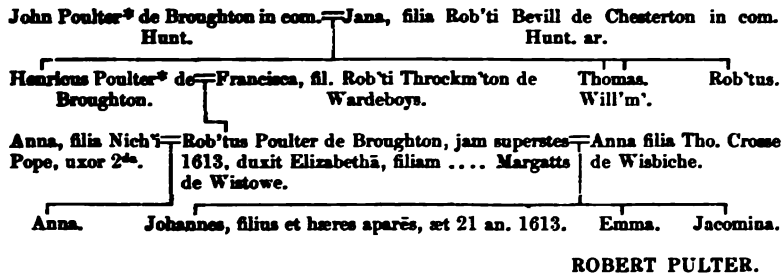 John Poulter* de Broughton in com. Hunt. = Jana, filia Rob'ti Bevill de Chesterton in com. Hunt. ar.
Henricus Poulter* de Broughton. = Francisca, fil. Rob'ti Throckm'ton de Wardeboys.
Thomas.
Will'm'.
Rob'tus.
Anna, filia Nich'i Pope, uxor 2da. = Rob'tus Poulter de Broughton, jam superstes 1613, duxit Elizabethā, filiam .... Margatts de Wistowe. = Anna filia Tho. Crosse de Wisbiche.
Anna.
Johannes, filius et hæres aparēs, æt 21 an. 1613.
Emma.
Jacomina.
ROBERT PULTER.